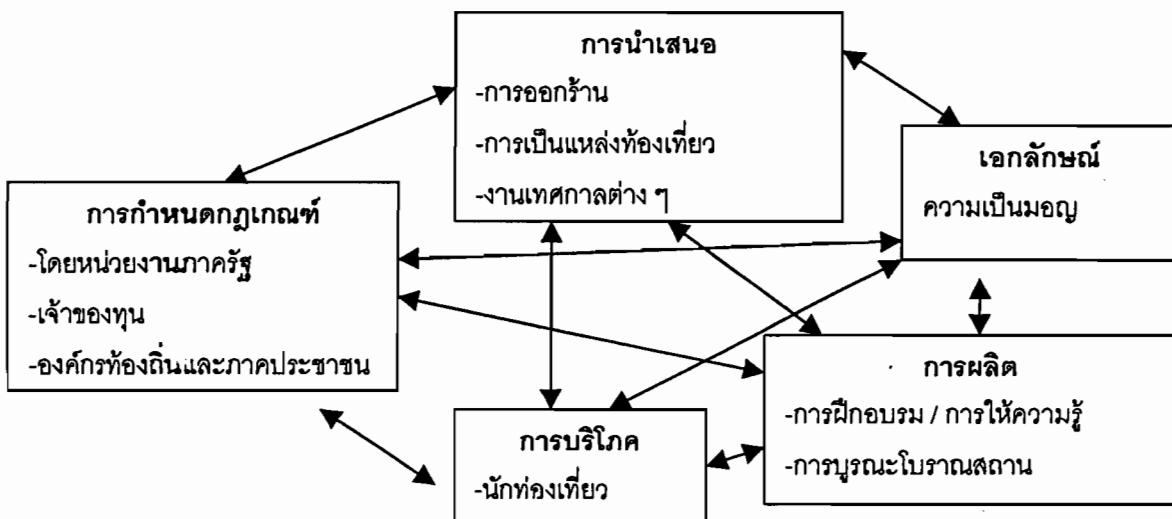 การนำเสนอ
-การออกร้าน
-การเป็นแหล่งท้องเที่ยว
-งานเทศกาลต่าง ๆ
เอกลักษณ์
ความเป็นมอญ
การกำหนดกฎเกณฑ์
-โดยหน่วยงานภาครัฐ
-เจ้าของทุน
-องค์กรท้องถิ่นและภาคประชาชน
การผลิต
-การฝึกอบรม / การให้ความรู้
-การบูรณะโบราณสถาน
การบริโภค
-นักท่องเที่ยว